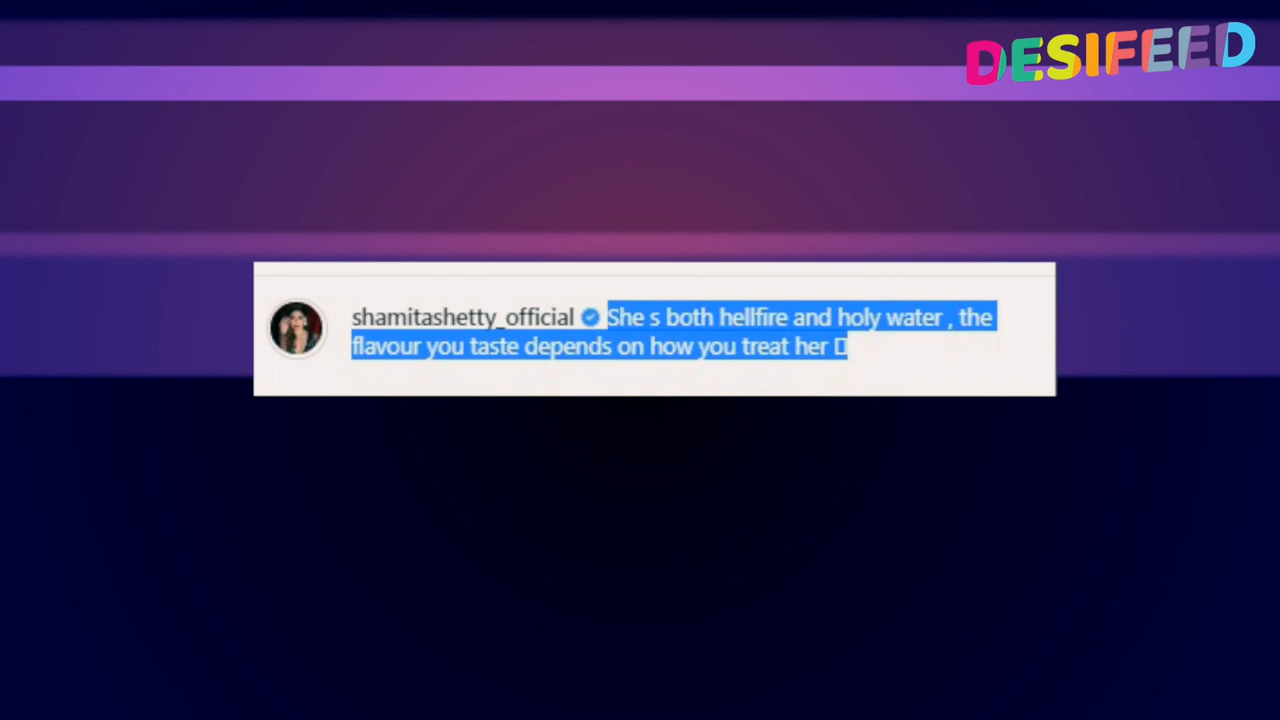 DESIFEED
shamitashetty_official She s both hellfire and holy water , the
flavour you taste depends on how you treat her